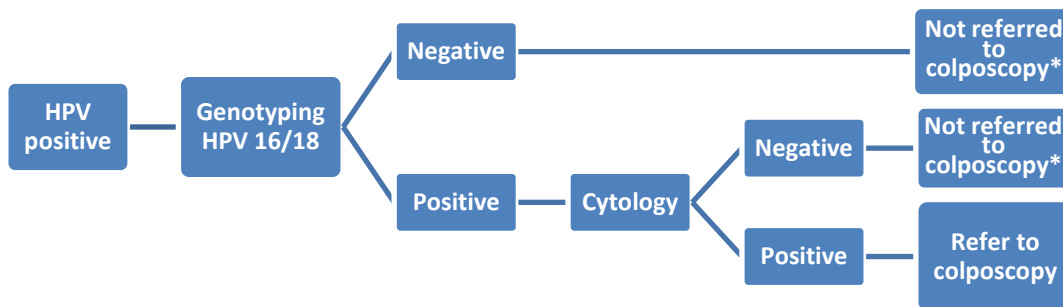 HPV
positive
Genotyping
HPV 16/18
Negative
Not referred
to
colposcopy*
Positive
Cytology
Negative
Not referred
to
colposcopy*
Positive
Refer to
colposcopy